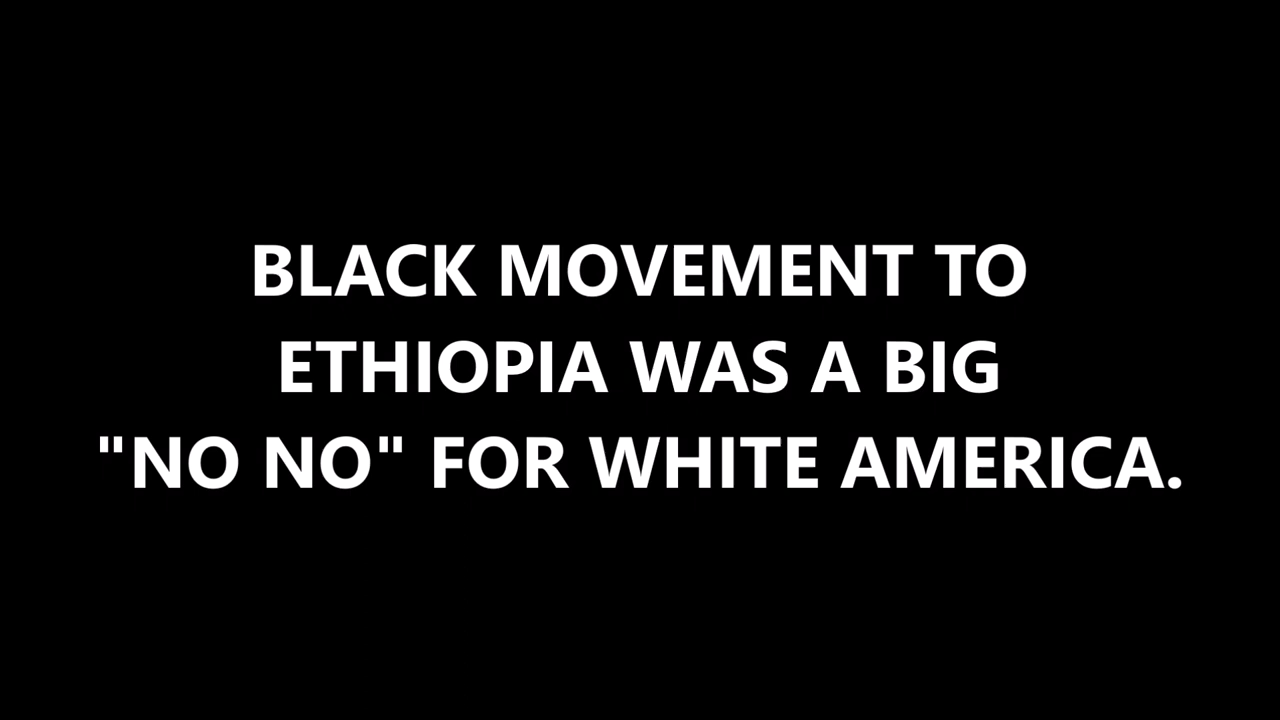 BLACK MOVEMENT TO
ETHIOPIA WAS A BIG
"NO NO" FOR WHITE AMERICA.